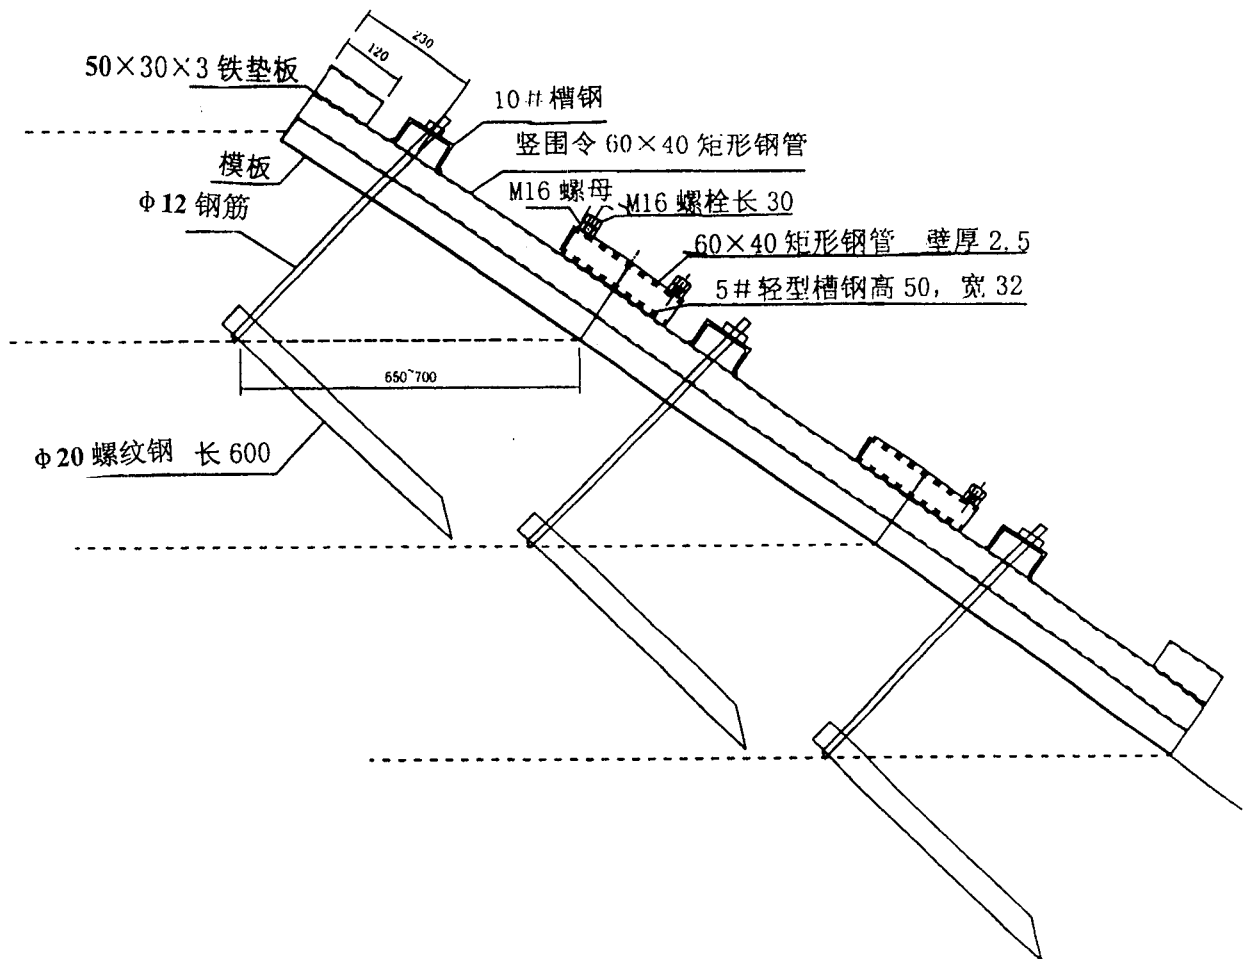 230
120
50×30×3铁垫板
10#槽钢
竖围令 60×40 矩形钢管
模板
M16 螺母
M16 螺栓长 30
φ12 钢筋
60×40 矩形钢管 壁厚 2.5
5#轻型槽钢高 50, 宽 32
650~700
φ20 螺纹钢 长 600